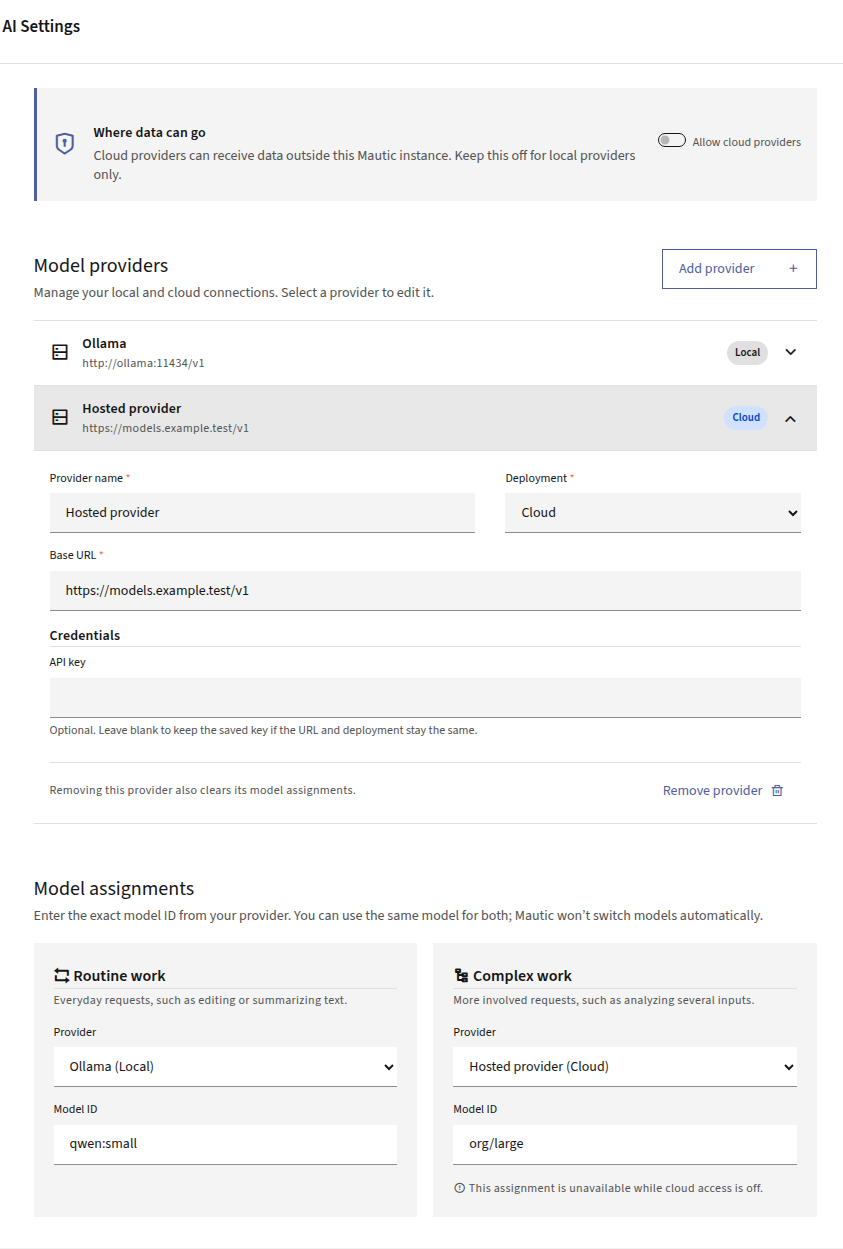 AI Settings
Where data can go
Cloud providers can receive data outside this Mautic instance. Keep this off for local providers
only.
Allow cloud providers
Model providers
Add provider +
Manage your local and cloud connections. Select a provider to edit it.
Ollama
http://ollama:11434/v1
Local
Hosted provider
https://models.example.test/v1
Cloud
Provider name *
Deployment *
Hosted provider
Cloud
Base URL *
https://models.example.test/v1
Credentials
API key
Optional. Leave blank to keep the saved key if the URL and deployment stay the same.
Removing this provider also clears its model assignments.
Remove provider
Model assignments
Enter the exact model ID from your provider. You can use the same model for both; Mautic won’t switch models automatically.
Routine work
Everyday requests, such as editing or summarizing text.
Provider
Ollama (Local)
Model ID
qwen:small
Complex work
More involved requests, such as analyzing several inputs.
Provider
Hosted provider (Cloud)
Model ID
org/large
This assignment is unavailable while cloud access is off.